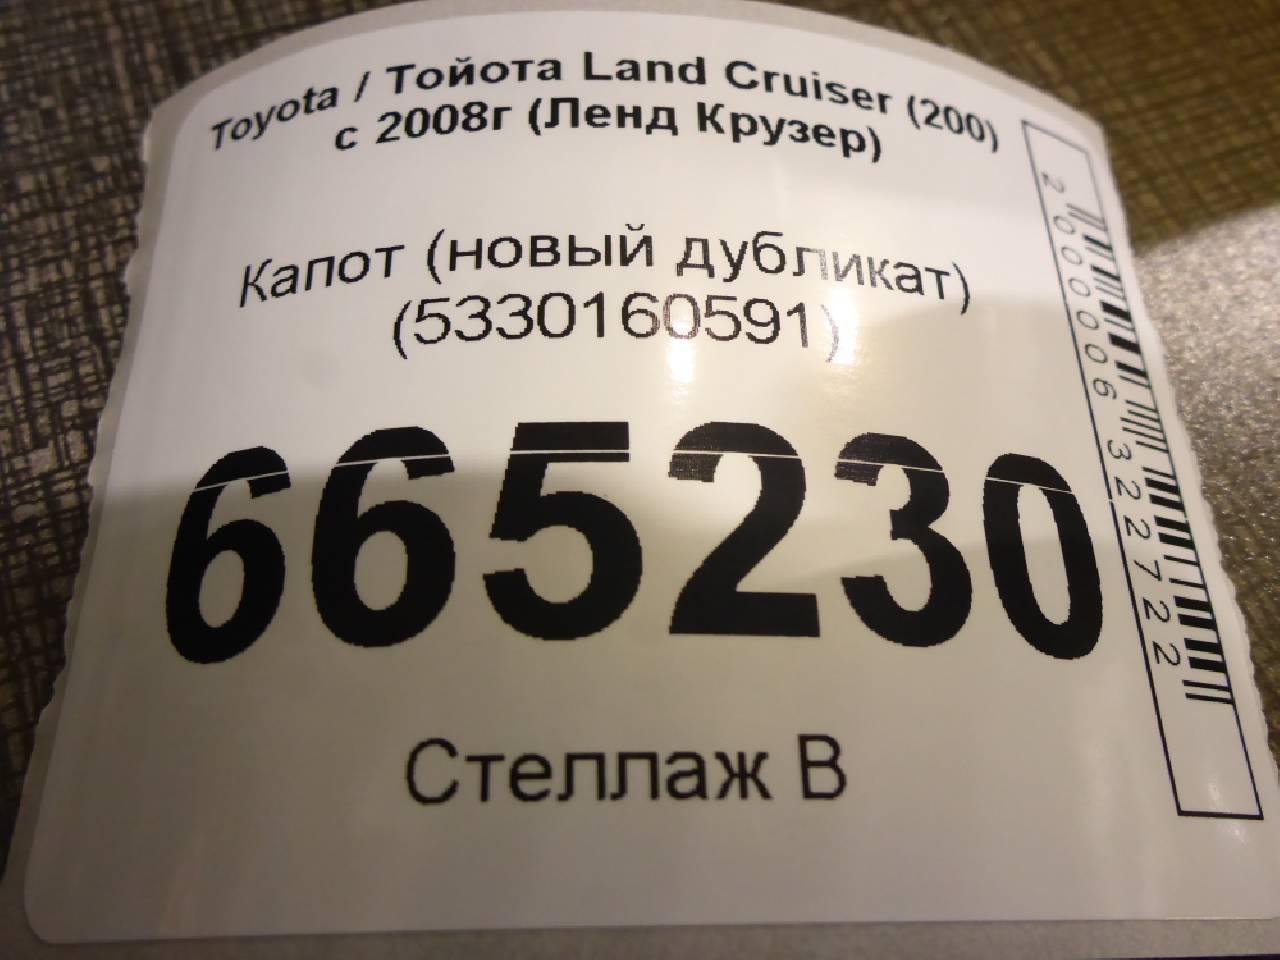 Toyota / Тойота Land Cruiser (200)
с 2008г (Ленд Крузер)
Капот (новый дубликат)
(5330160591)
665230
Стеллаж В
2000006322722